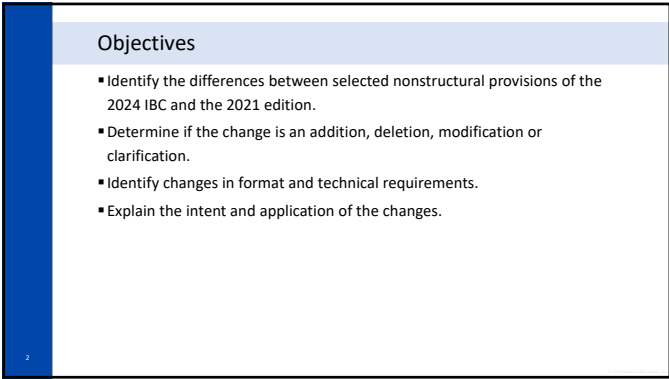 Objectives
▪Identify the differences between selected nonstructural provisions of the
2024 IBC and the 2021 edition.
▪Determine if the change is an addition, deletion, modification or
clarification.
▪Identify changes in format and technical requirements.
▪Explain the intent and application of the changes.
2